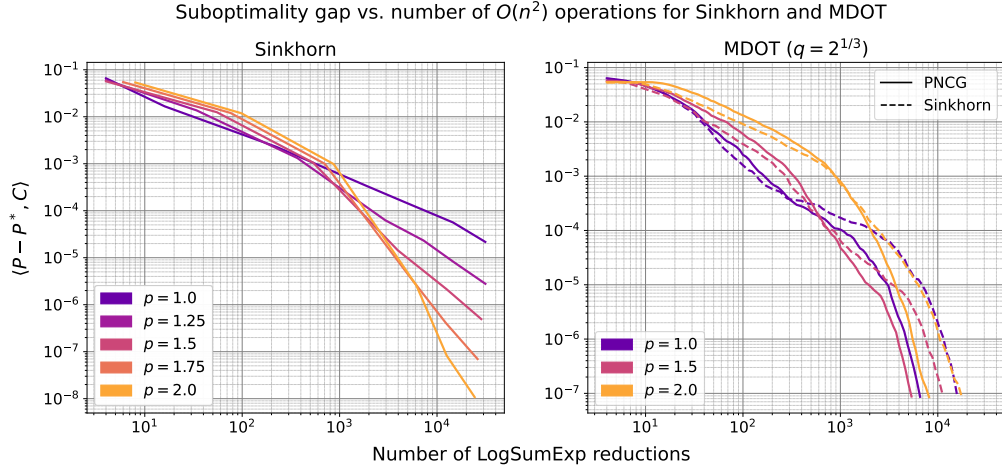 Suboptimality gap vs. number of O(n²) operations for Sinkhorn and MDOT
Sinkhorn
MDOT (q = 2^{1/3})
⟨P − P*, C⟩
10⁻¹
10⁻²
10⁻³
10⁻⁴
10⁻⁵
10⁻⁶
10⁻⁷
10⁻⁸
p = 1.0
p = 1.25
p = 1.5
p = 1.75
p = 2.0
10¹
10²
10³
10⁴
10⁻¹
10⁻²
10⁻³
10⁻⁴
10⁻⁵
10⁻⁶
10⁻⁷
PNCG
Sinkhorn
p = 1.0
p = 1.5
p = 2.0
10¹
10²
10³
10⁴
Number of LogSumExp reductions